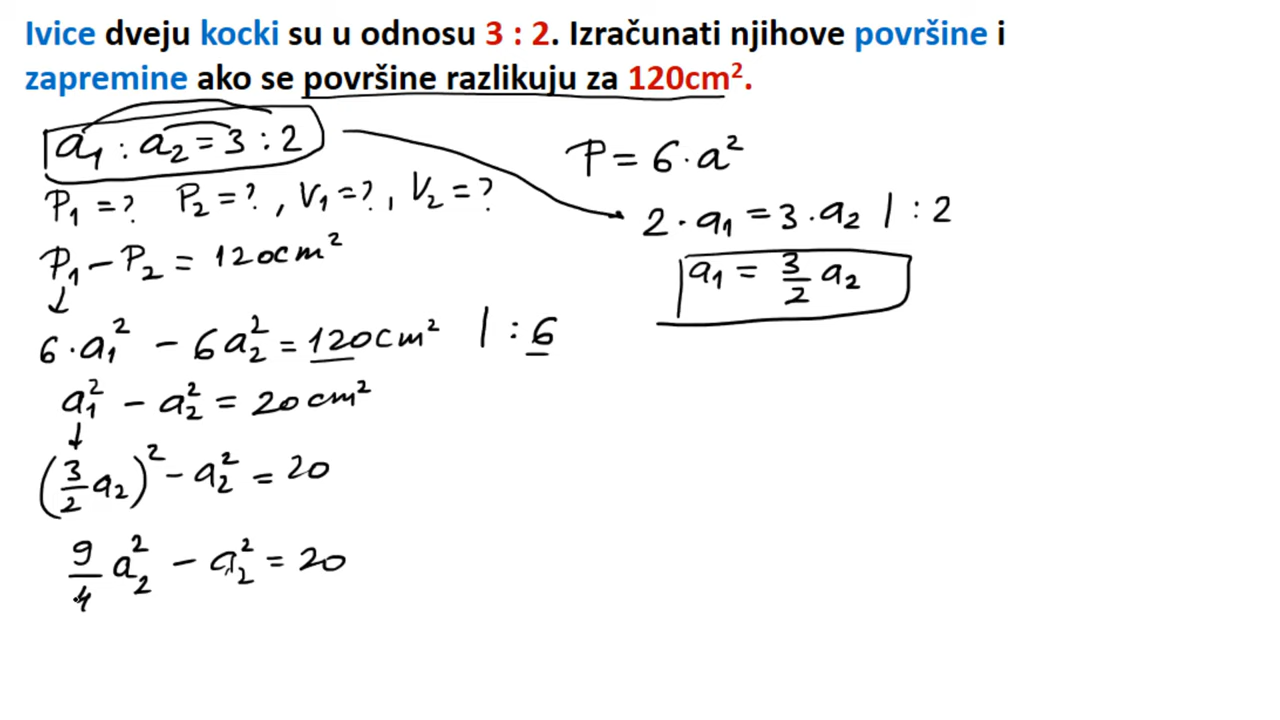 Ivice dveju kocki su u odnosu 3 : 2. Izračunati njihove površine i
zapremine ako se površine razlikuju za 120cm².
a₁ : a₂ = 3 : 2
P₁ = ? P₂ = ?, V₁ = ?, V₂ = ?
P₁ − P₂ = 120cm²
6 · a₁² − 6a₂² = 120cm² | : 6
a₁² − a₂² = 20cm²
(3/2 a₂)² − a₂² = 20
9/4 a₂² − a₂² = 20
P = 6 · a²
2 · a₁ = 3 · a₂ | : 2
a₁ = 3/2 a₂